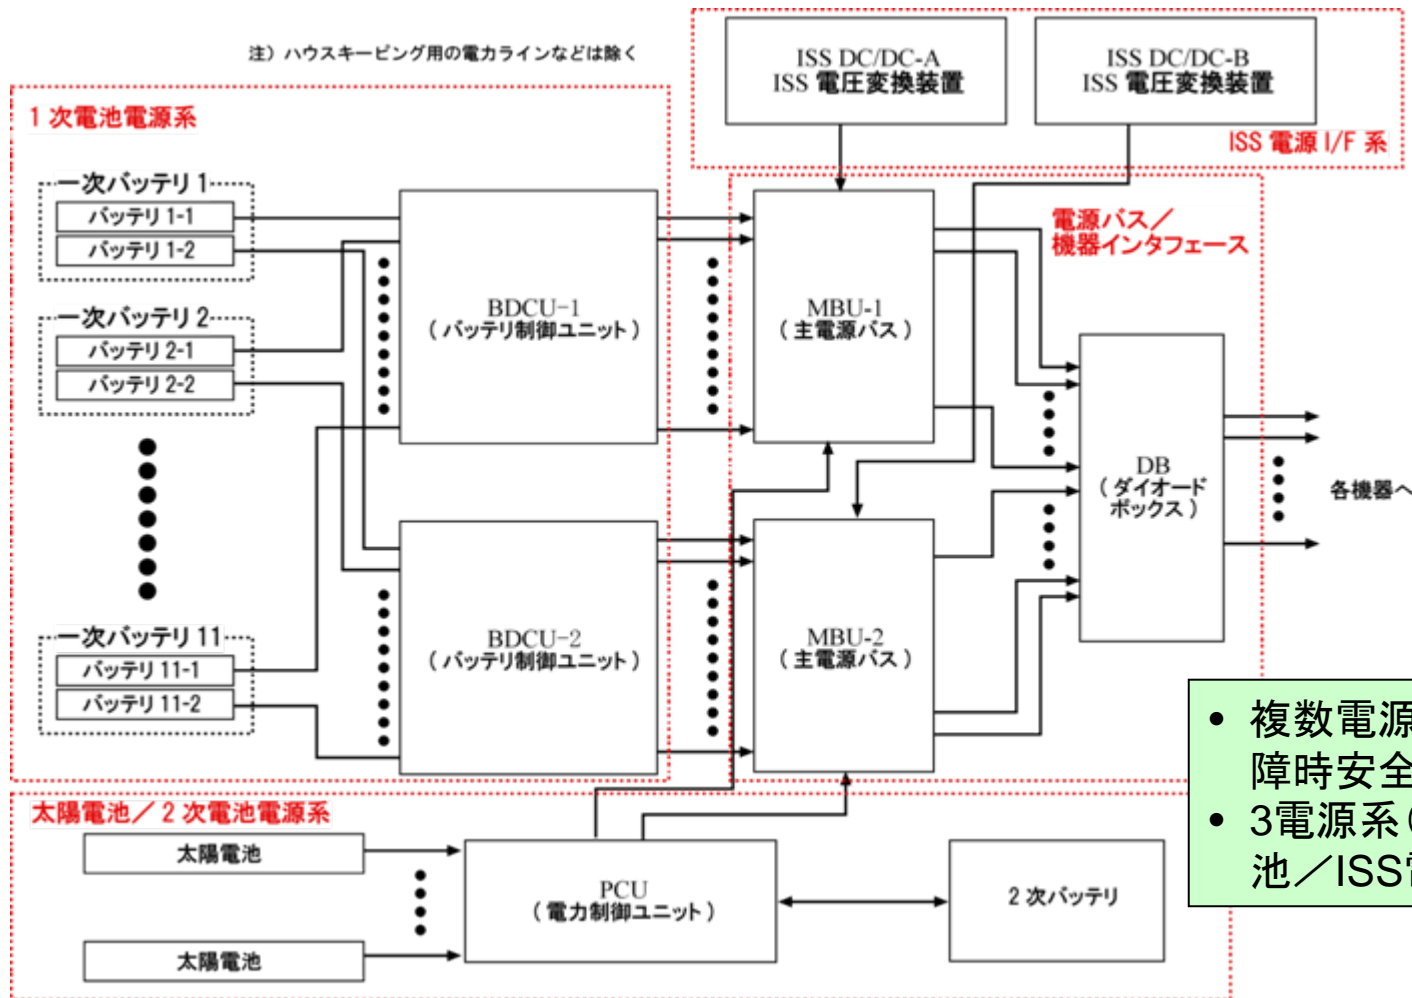 注）ハウスキーピング用の電力ラインなどは除く
ISS DC/DC-A
ISS 電圧変換装置
ISS DC/DC-B
ISS 電圧変換装置
ISS 電源 I/F 系
1 次電池電源系
一次バッテリ 1
バッテリ 1-1
バッテリ 1-2
一次バッテリ 2
バッテリ 2-1
バッテリ 2-2
一次バッテリ 11
バッテリ 11-1
バッテリ 11-2
BDCU-1
（ バッテリ制御ユニット ）
BDCU-2
（ バッテリ制御ユニット ）
電源バス／
機器インタフェース
MBU-1
（ 主電源バス ）
MBU-2
（ 主電源バス ）
DB
（ ダイオード
ボックス ）
各機器へ
太陽電池／ 2 次電池電源系
太陽電池
太陽電池
PCU
（ 電力制御ユニット ）
2 次バッテリ
• 複数電源
障時安全
• 3電源系（
池／ISS電